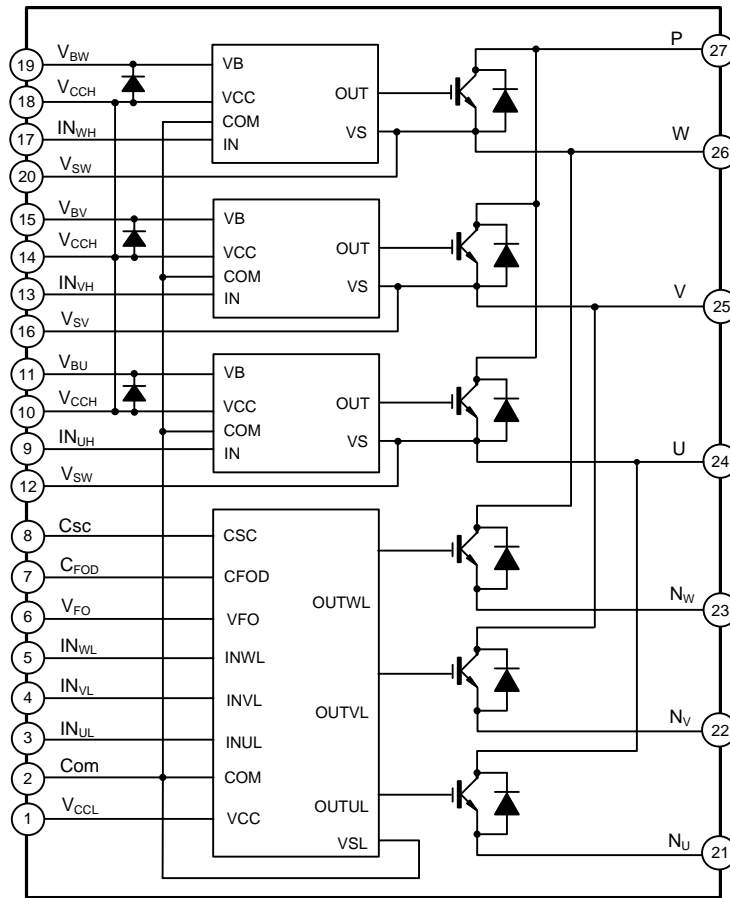 19 V_BW VB P 27
18 V_CCH VCC OUT
COM
17 IN_WH IN VS W 26
20 V_SW
15 V_BV VB
14 V_CCH VCC OUT
COM
13 IN_VH IN VS V 25
16 V_SV
11 V_BU VB
10 V_CCH VCC OUT
COM
9 IN_UH IN VS U 24
12 V_SW
8 Csc CSC
7 C_FOD CFOD
OUTWL N_W 23
6 V_FO VFO
5 IN_WL INWL
4 IN_VL INVL
OUTVL N_V 22
3 IN_UL INUL
2 Com COM
OUTUL
1 V_CCL VCC
VSL N_U 21